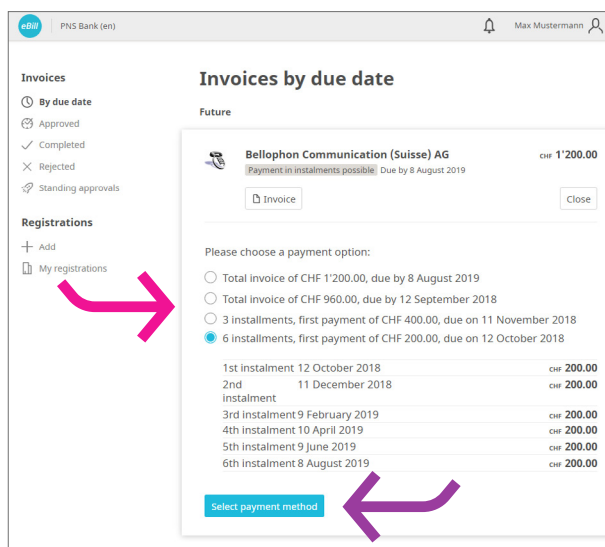 eBill PNS Bank (en) Max Mustermann
Invoices
By due date
Approved
Completed
Rejected
Standing approvals
Registrations
Add
My registrations
Invoices by due date
Future
Bellophon Communication (Suisse) AG CHF 1'200.00
Payment in instalments possible Due by 8 August 2019
Invoice Close
Please choose a payment option:
Total invoice of CHF 1'200.00, due by 8 August 2019
Total invoice of CHF 960.00, due by 12 September 2018
3 installments, first payment of CHF 400.00, due on 11 November 2018
6 installments, first payment of CHF 200.00, due on 12 October 2018
1st instalment 12 October 2018 CHF 200.00
2nd 11 December 2018 CHF 200.00
instalment
3rd instalment 9 February 2019 CHF 200.00
4th instalment 10 April 2019 CHF 200.00
5th instalment 9 June 2019 CHF 200.00
6th instalment 8 August 2019 CHF 200.00
Select payment method